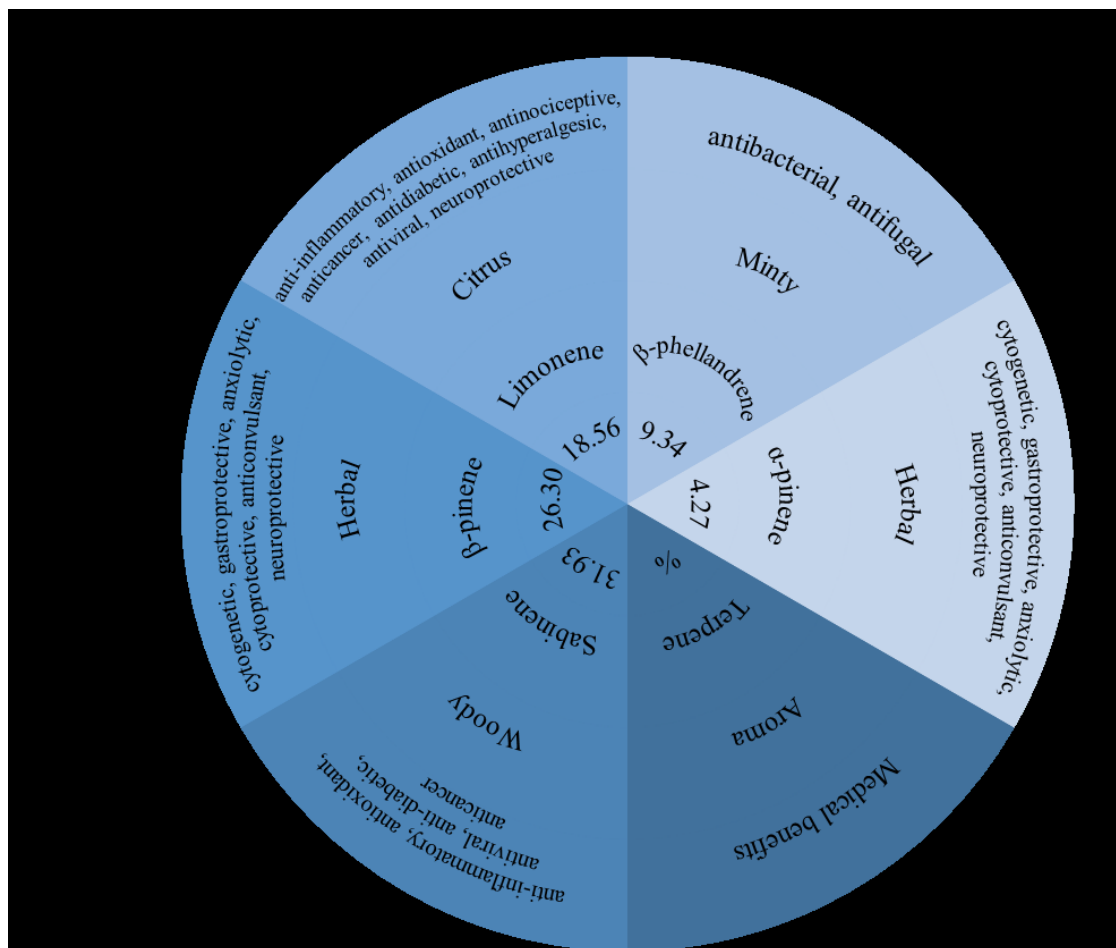 %
Terpene
Aroma
Medical benefits
31.93
Sabinene
Woody
anti-inflammatory, antioxidant,
antiviral, anti-diabetic,
anticancer
26.30
β-pinene
Herbal
cytogenetic, gastroprotective, anxiolytic,
cytoprotective, anticonvulsant,
neuroprotective
18.56
Limonene
Citrus
anti-inflammatory, antioxidant, antinociceptive,
anticancer, antidiabetic, antihyperalgesic,
antiviral, neuroprotective
9.34
β-phellandrene
Minty
antibacterial, antifugal
4.27
α-pinene
Herbal
cytogenetic, gastroprotective, anxiolytic,
cytoprotective, anticonvulsant,
neuroprotective